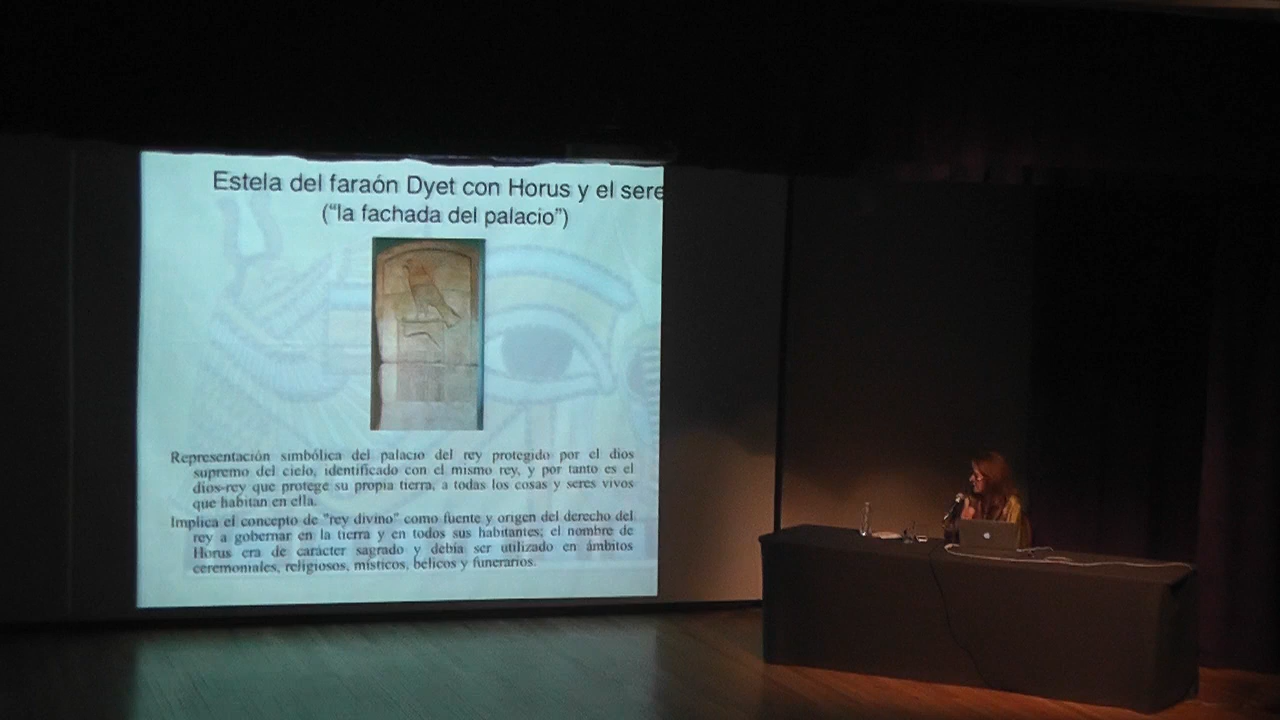 Estela del faraón Dyet con Horus y el sere
("la fachada del palacio")
Representación simbólica del palacio del rey protegido por el dios
supremo del cielo, identificado con el mismo rey, y por tanto es el
dios-rey que protege su propia tierra, a todas los cosas y seres vivos
que habitan en ella.
Implica el concepto de "rey divino" como fuente y origen del derecho del
rey a gobernar en la tierra y en todos sus habitantes; el nombre de
Horus era de carácter sagrado y debía ser utilizado en ámbitos
ceremoniales, religiosos, místicos, bélicos y funerarios.